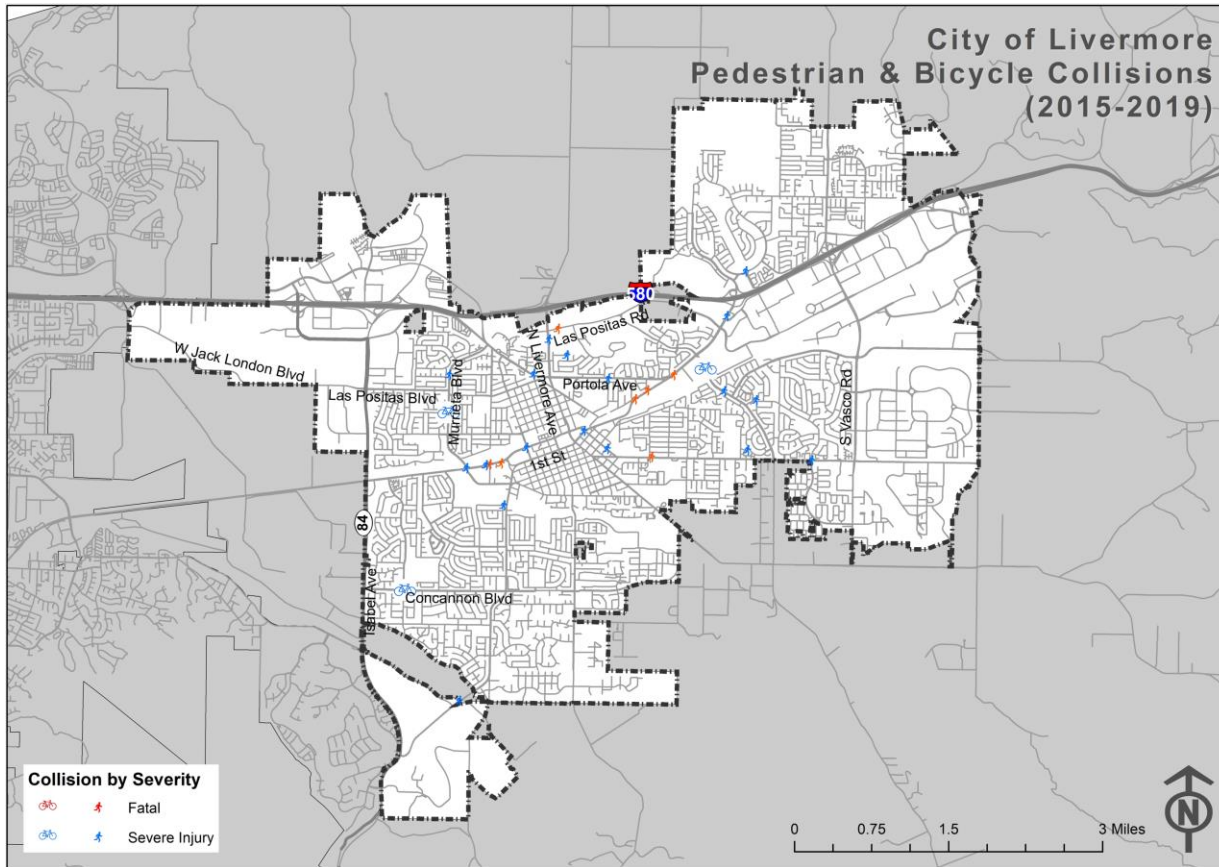 City of Livermore
Pedestrian & Bicycle Collisions
(2015-2019)
580
Las Positas Rd
N Livermore Ave
W Jack London Blvd
Portola Ave
Las Positas Blvd
Murrieta Blvd
S Vasco Rd
1st St
84
Isabel Ave
Concannon Blvd
Collision by Severity
Fatal
Severe Injury
N
0 0.75 1.5 3 Miles